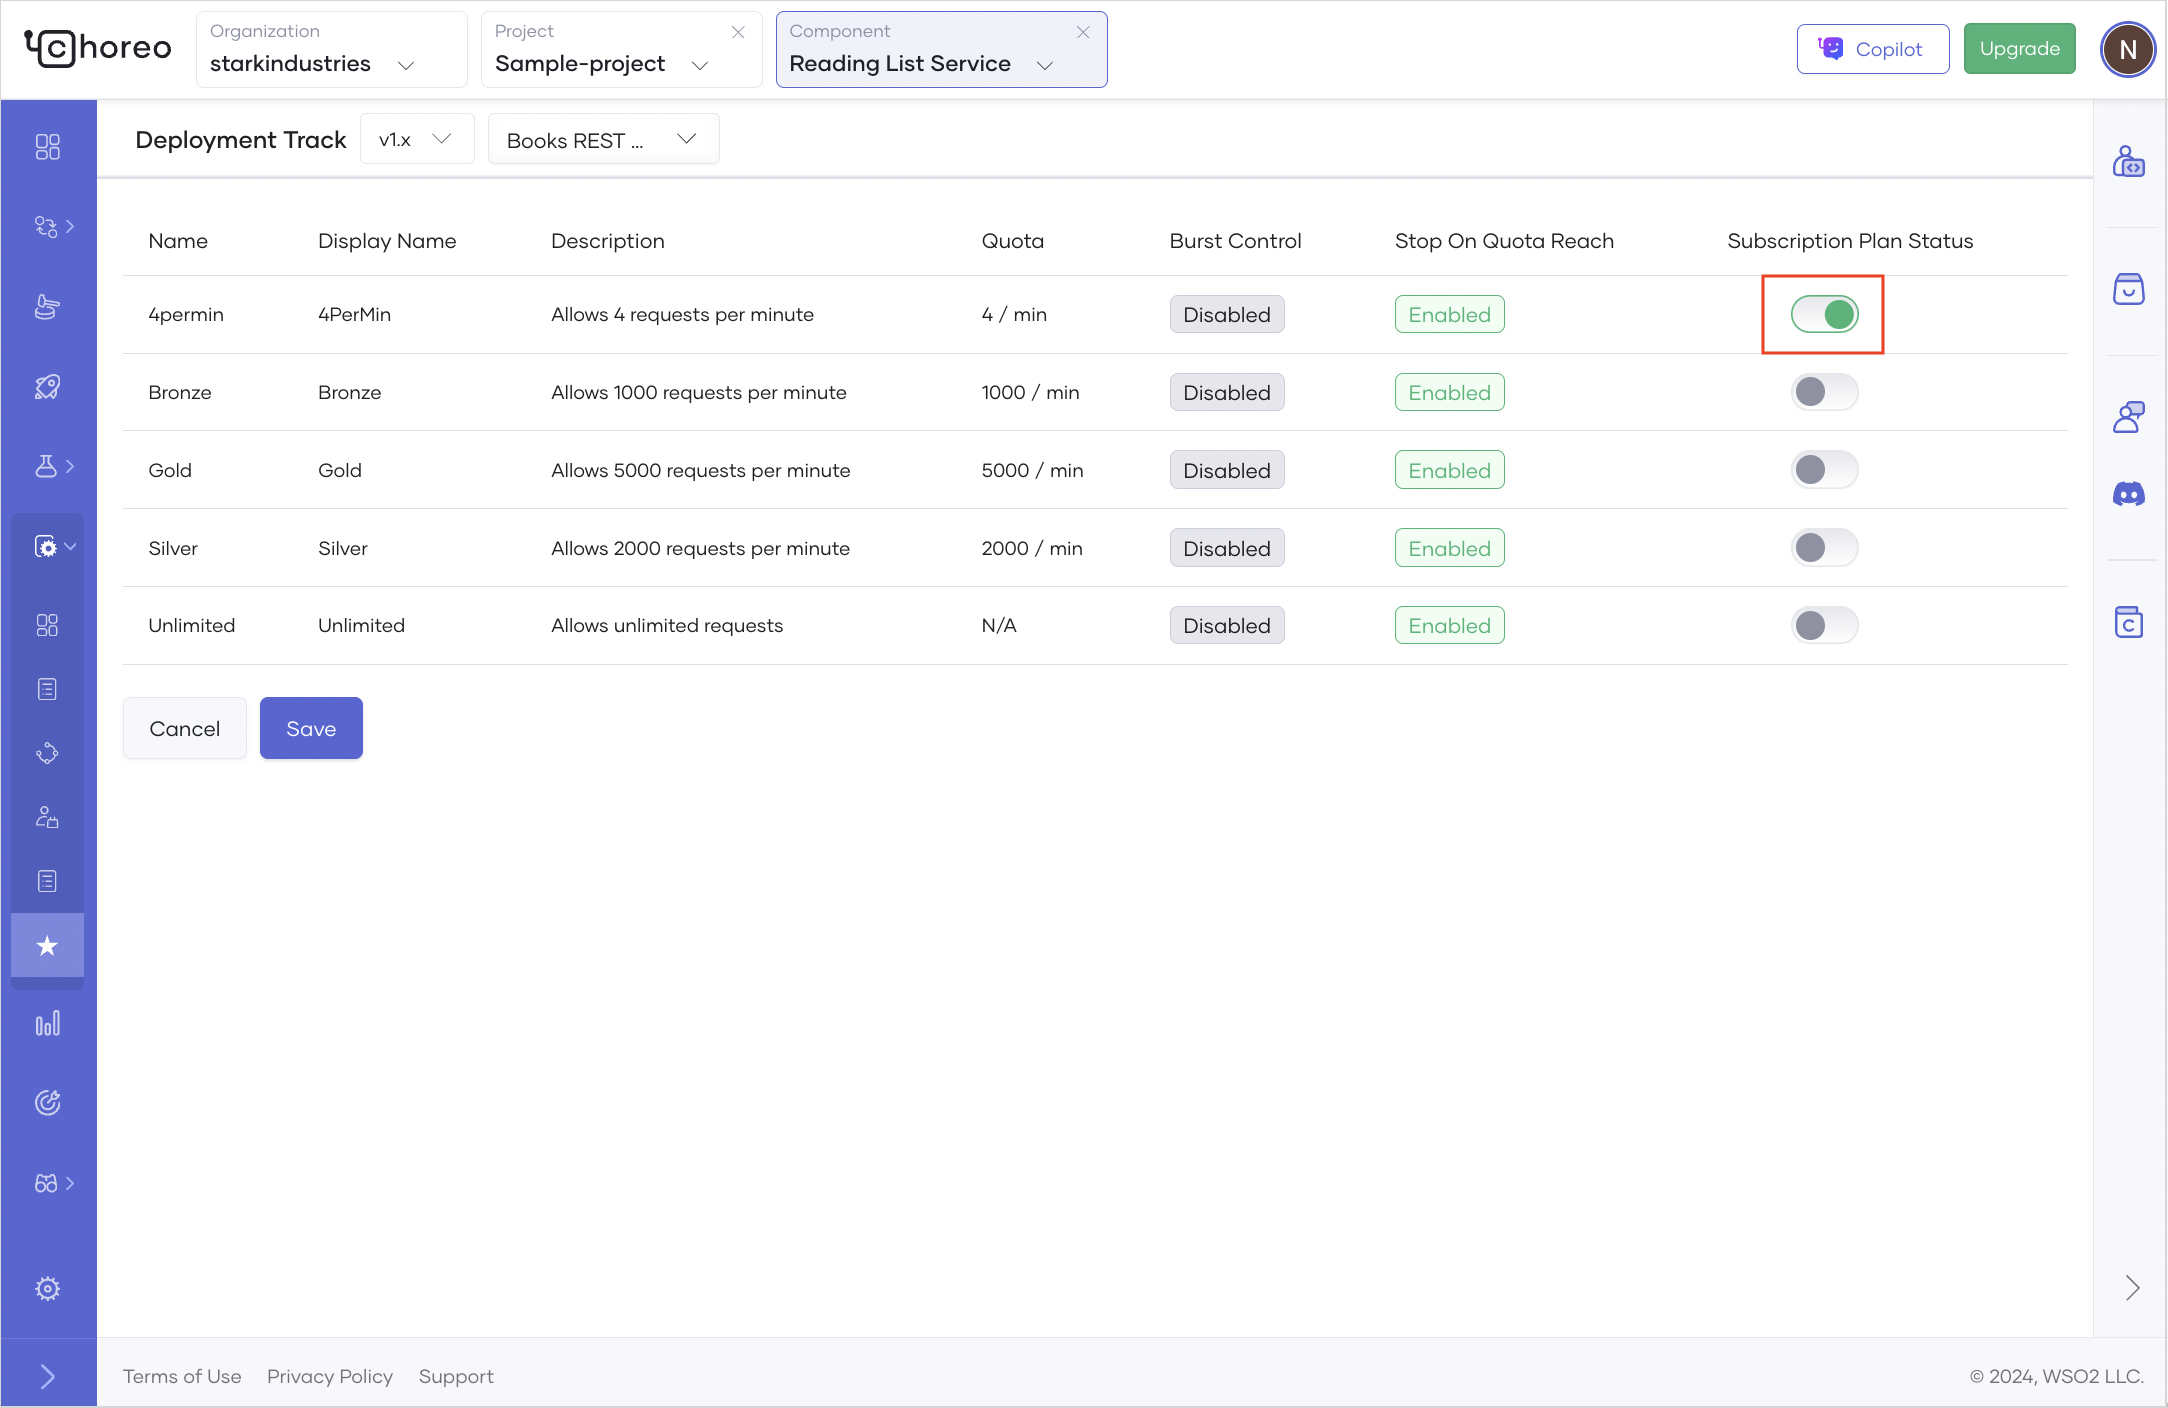 choreo
Organization
starkindustries
Project
Sample-project
Component
Reading List Service
Copilot
Upgrade
N
Deployment Track
v1.x
Books REST ...
Name Display Name Description Quota Burst Control Stop On Quota Reach Subscription Plan Status
4permin 4PerMin Allows 4 requests per minute 4 / min Disabled Enabled
Bronze Bronze Allows 1000 requests per minute 1000 / min Disabled Enabled
Gold Gold Allows 5000 requests per minute 5000 / min Disabled Enabled
Silver Silver Allows 2000 requests per minute 2000 / min Disabled Enabled
Unlimited Unlimited Allows unlimited requests N/A Disabled Enabled
Cancel Save
C
Terms of Use Privacy Policy Support © 2024, WSO2 LLC.